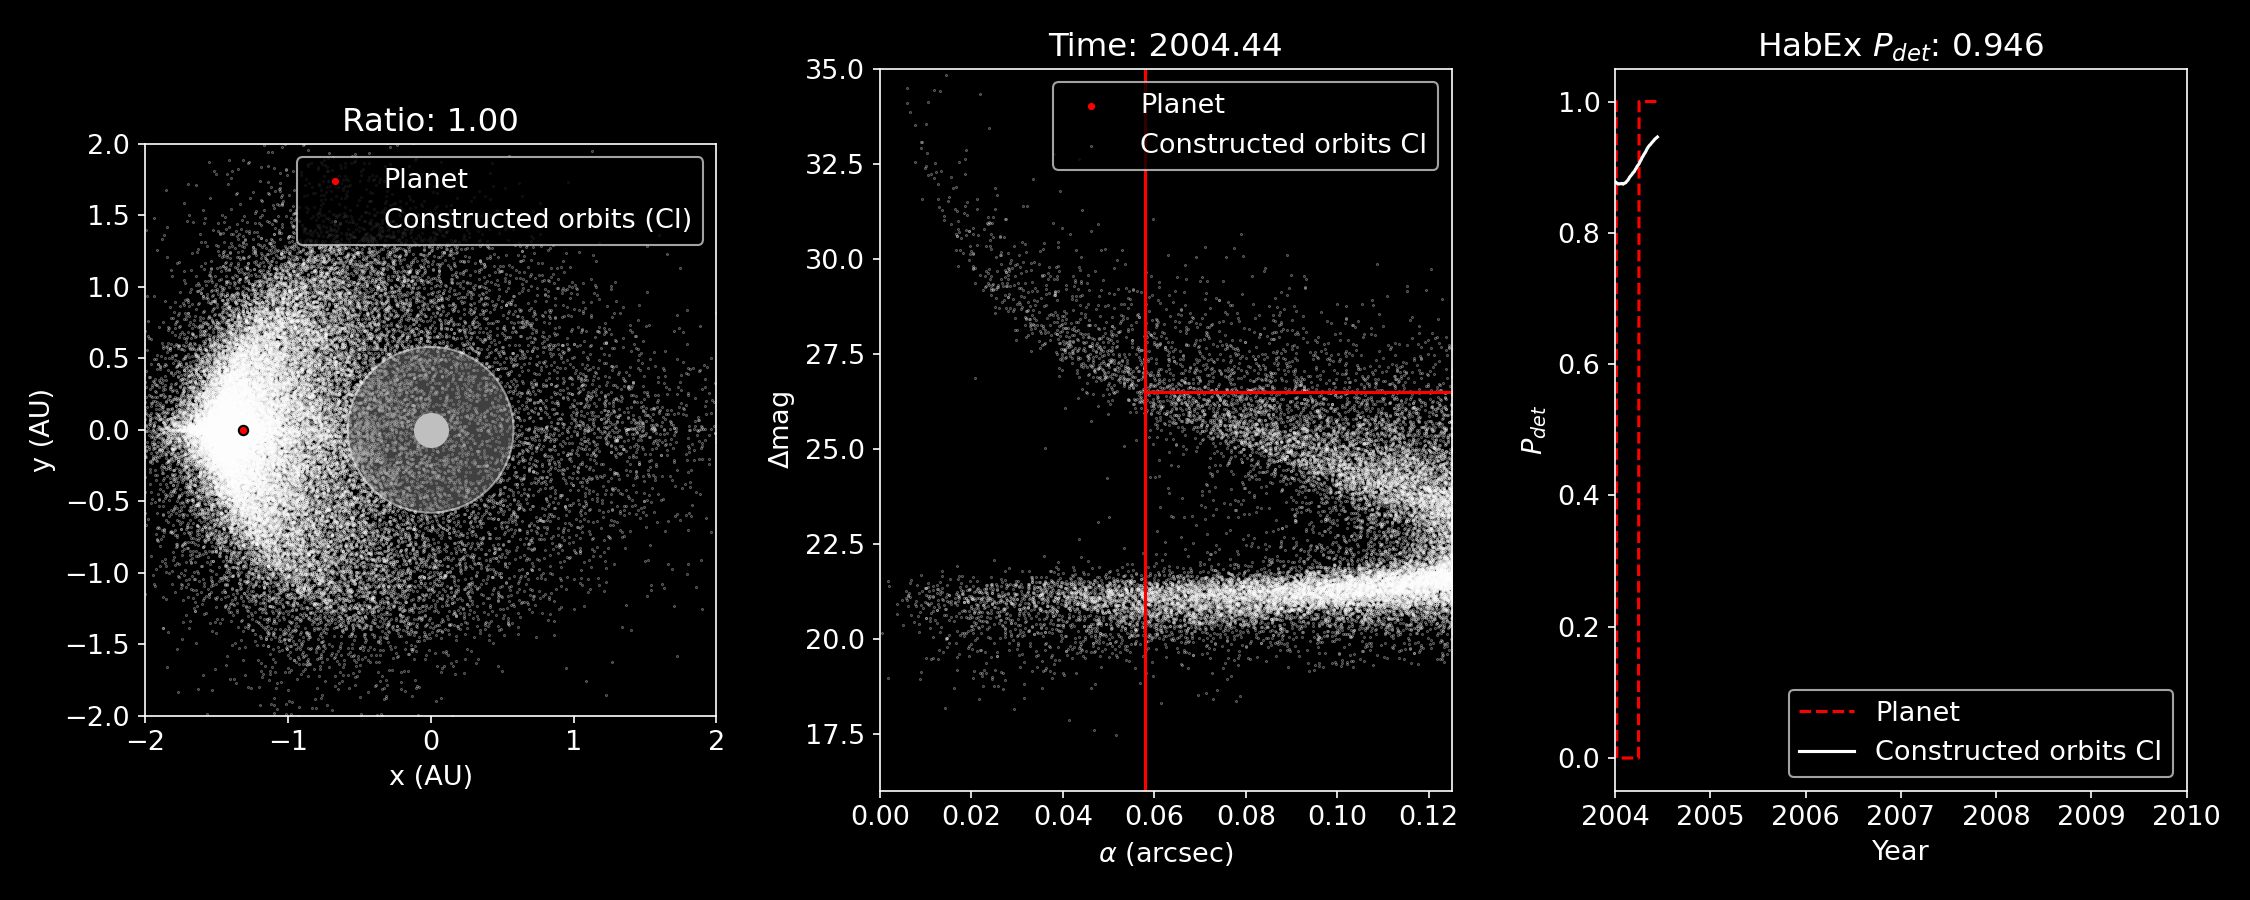 Ratio: 1.00
Planet
Constructed orbits (CI)
2.0
1.5
1.0
0.5
0.0
−0.5
−1.0
−1.5
−2.0
−2
−1
0
1
2
x (AU)
y (AU)
Time: 2004.44
Planet
Constructed orbits CI
35.0
32.5
30.0
27.5
25.0
22.5
20.0
17.5
0.00
0.02
0.04
0.06
0.08
0.10
0.12
α (arcsec)
Δmag
HabEx P_det: 0.946
1.0
0.8
0.6
0.4
0.2
0.0
Planet
Constructed orbits CI
2004
2005
2006
2007
2008
2009
2010
Year
P_det